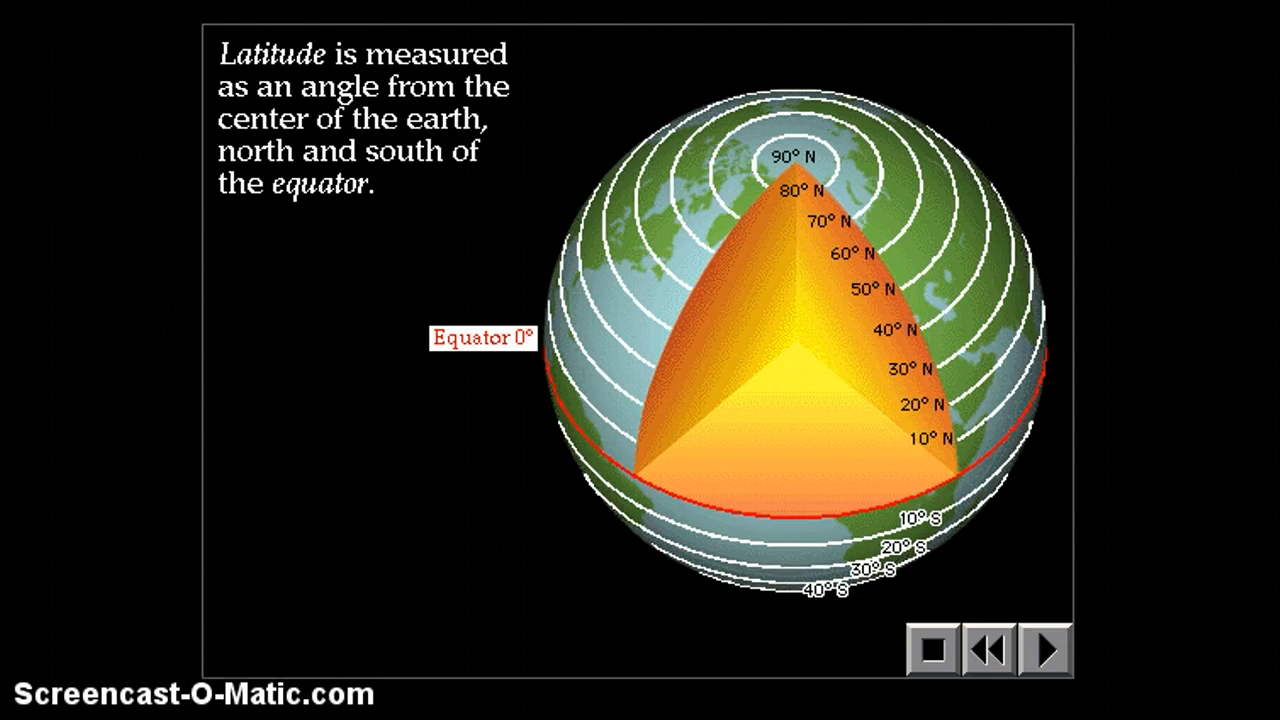 Latitude is measured
as an angle from the
center of the earth,
north and south of
the equator.
90° N
80° N
70° N
60° N
50° N
Equator 0°
40° N
30° N
20° N
10° N
10° S
20° S
30° S
40° S
Screencast-O-Matic.com